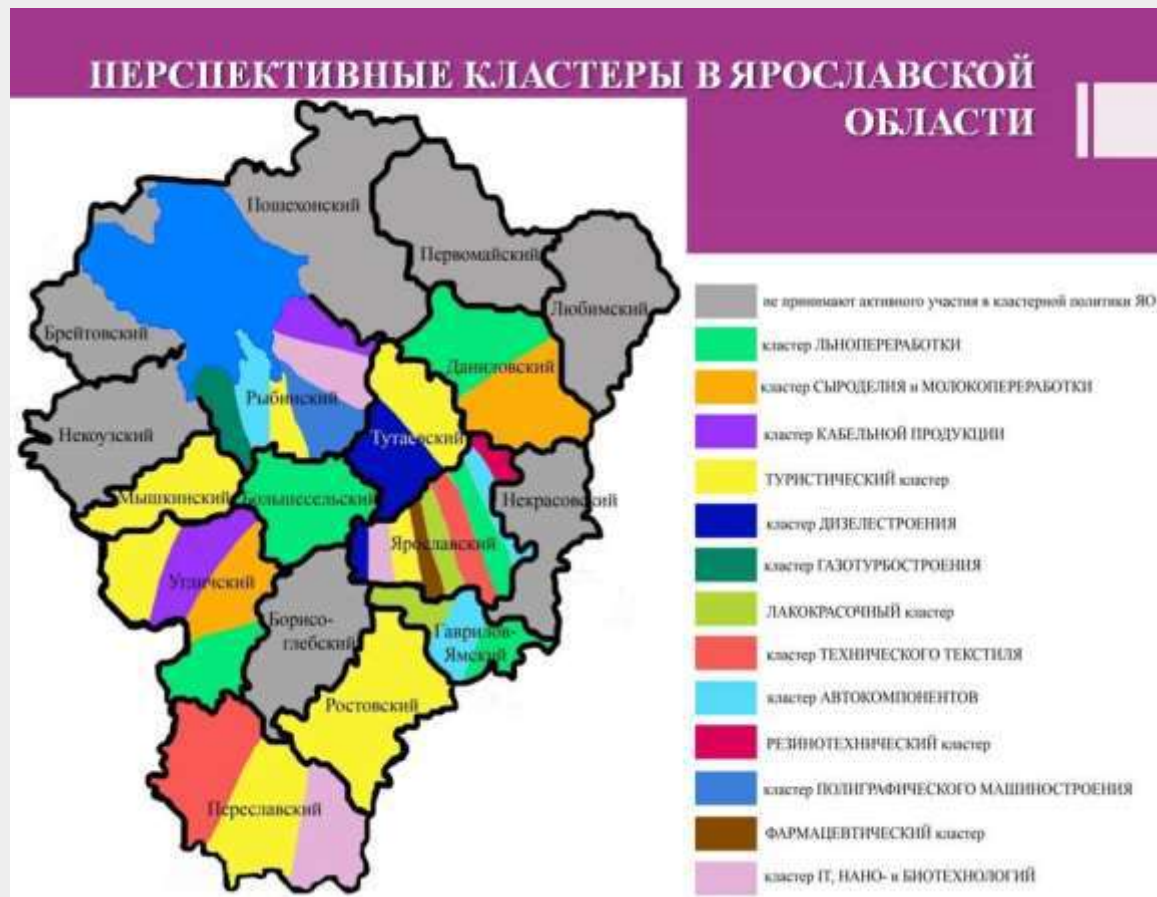 ПЕРСПЕКТИВНЫЕ КЛАСТЕРЫ В ЯРОСЛАВСКОЙ
ОБЛАСТИ
Пошехонский
Первомайский
Любимский
Брейтовский
Даниловский
Рыбинский
Некоузский
Тутаевский
Мышкинский
Большесельский
Некрасовский
Ярославский
Угличский
Борисо-
глебский
Гаврилов-
Ямский
Ростовский
Переславский
не принимают активного участия в кластерной политики ЯО
кластер ЛЬНОПЕРЕРАБОТКИ
кластер СЫРОДЕЛИЯ и МОЛОКОПЕРЕРАБОТКИ
кластер КАБЕЛЬНОЙ ПРОДУКЦИИ
ТУРИСТИЧЕСКИЙ кластер
кластер ДИЗЕЛЕСТРОЕНИЯ
кластер ГАЗОТУРБОСТРОЕНИЯ
ЛАКОКРАСОЧНЫЙ кластер
кластер ТЕХНИЧЕСКОГО ТЕКСТИЛЯ
кластер АВТОКОМПОНЕНТОВ
РЕЗИНОТЕХНИЧЕСКИЙ кластер
кластер ПОЛИГРАФИЧЕСКОГО МАШИНОСТРОЕНИЯ
ФАРМАЦЕВТИЧЕСКИЙ кластер
кластер IT, НАНО- и БИОТЕХНОЛОГИЙ